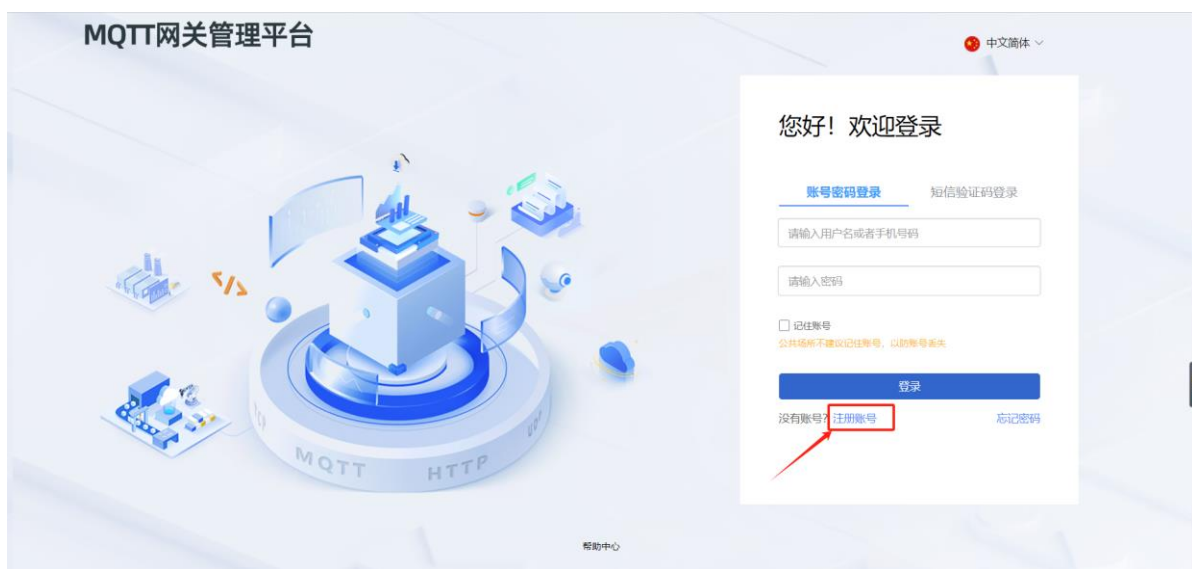 MQTT网关管理平台
中文简体
您好！欢迎登录
账号密码登录 短信验证码登录
请输入用户名或者手机号码
请输入密码
记住账号
公共场所不建议记住账号，以防账号丢失
登录
没有账号？注册账号 忘记密码
</>
MQTT HTTP
帮助中心